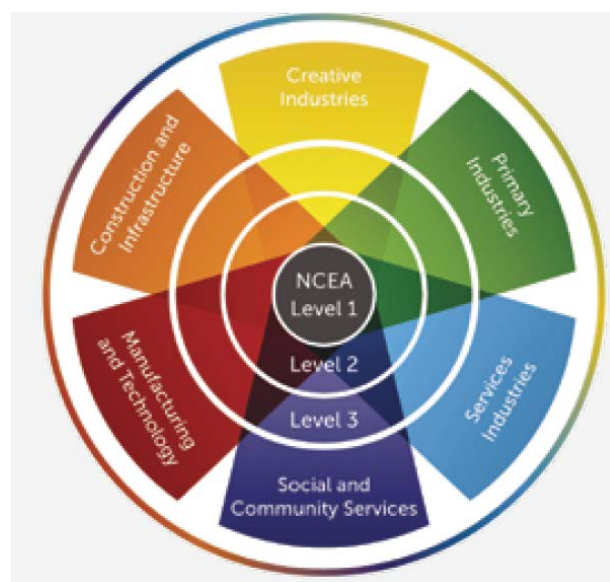 Creative
Industries
Construction and
Infrastructure
Primary
Industries
NCEA
Level 1
Level 2
Level 3
Manufacturing
and Technology
Services
Industries
Social and
Community Services